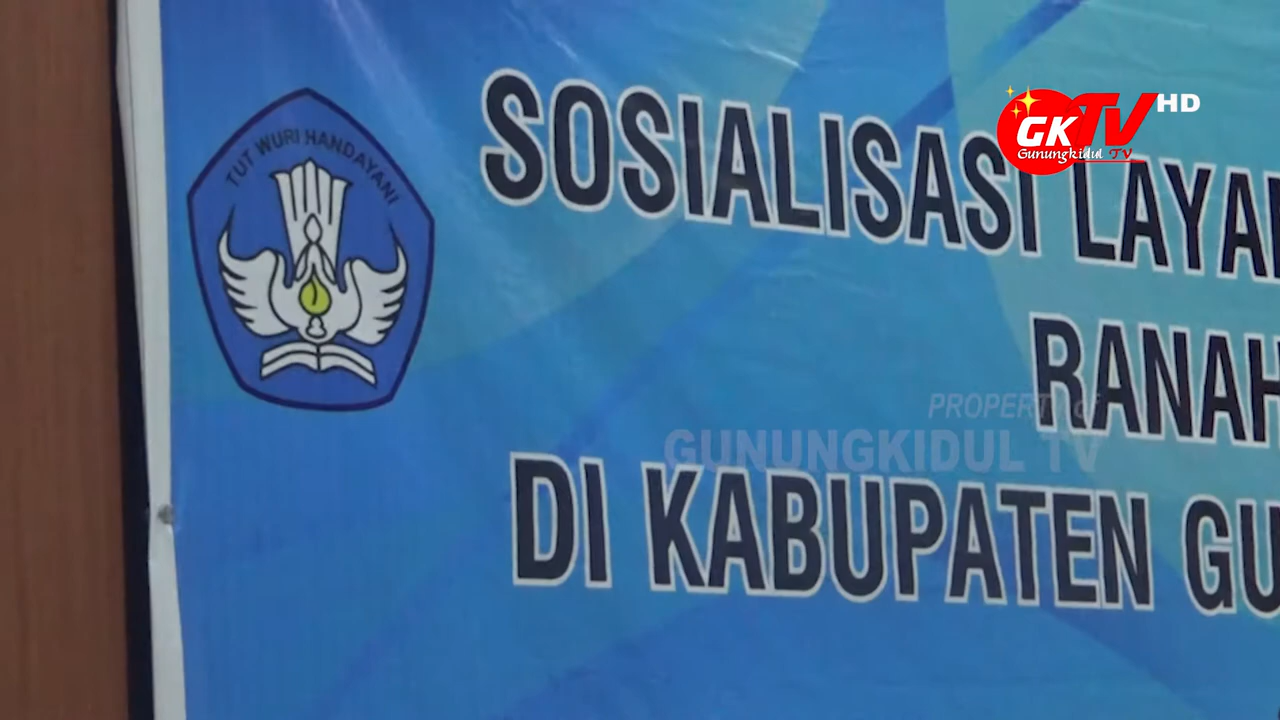 TUT WURI HANDAYANI
SOSIALISASI LAYA
GKTV HD
Gunungkidul TV
RANAH
PROPERTY of
GUNUNGKIDUL TV
DI KABUPATEN GU